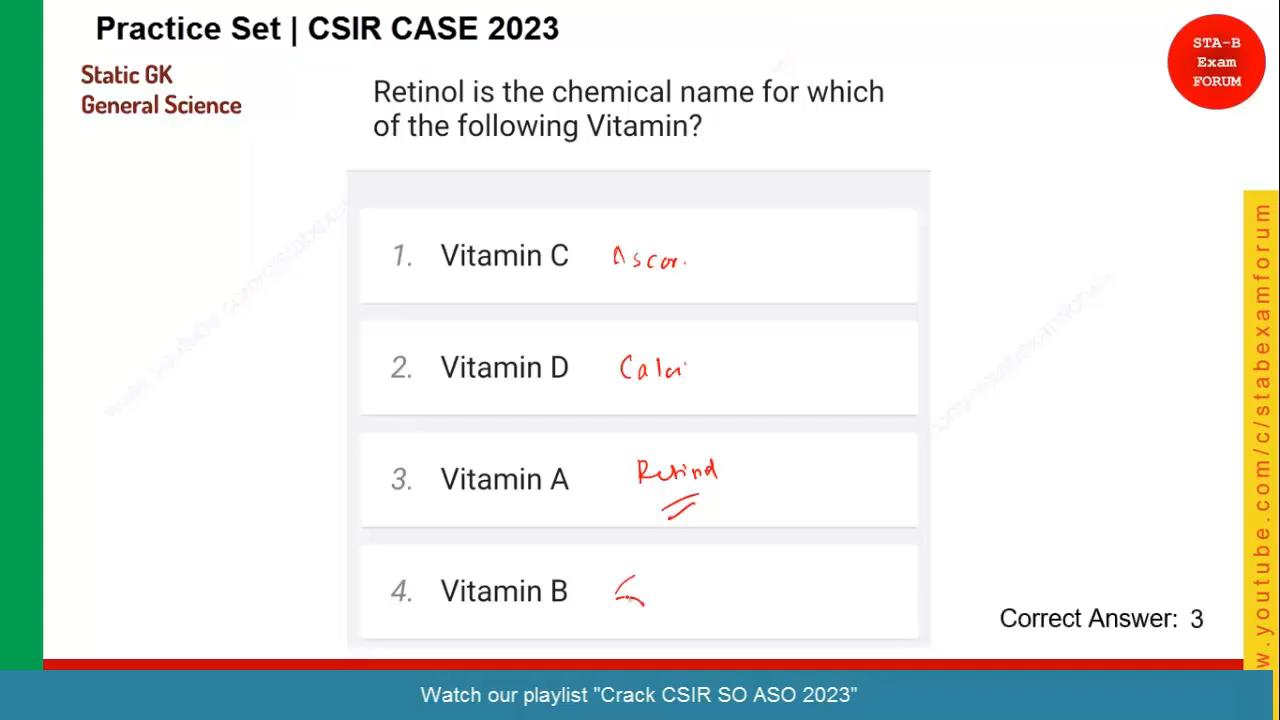 Practice Set | CSIR CASE 2023
STA-B
Exam
FORUM
Static GK
General Science
Retinol is the chemical name for which
of the following Vitamin?
1. Vitamin C Ascor.
2. Vitamin D Calci
3. Vitamin A Retinol
4. Vitamin B
Correct Answer: 3
w.youtube.com/c/stabexamforum
Watch our playlist "Crack CSIR SO ASO 2023"